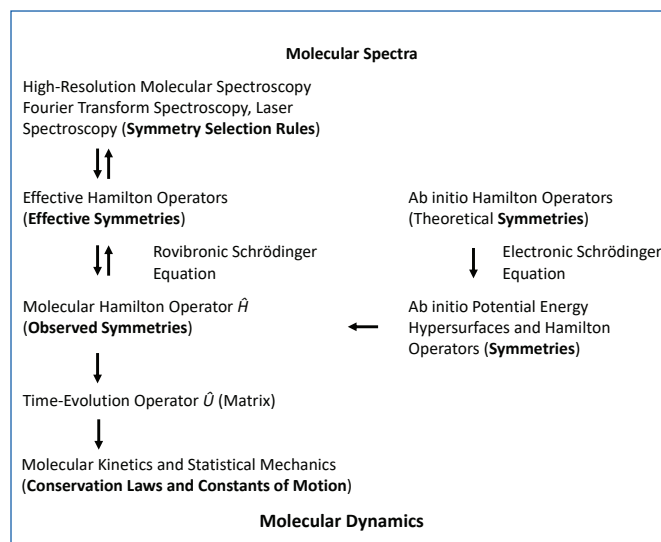 Molecular Spectra
High-Resolution Molecular Spectroscopy
Fourier Transform Spectroscopy, Laser
Spectroscopy (Symmetry Selection Rules)
Effective Hamilton Operators
(Effective Symmetries)
Ab initio Hamilton Operators
(Theoretical Symmetries)
Rovibronic Schrödinger
Equation
Electronic Schrödinger
Equation
Molecular Hamilton Operator Ĥ
(Observed Symmetries)
Ab initio Potential Energy
Hypersurfaces and Hamilton
Operators (Symmetries)
Time-Evolution Operator Û (Matrix)
Molecular Kinetics and Statistical Mechanics
(Conservation Laws and Constants of Motion)
Molecular Dynamics